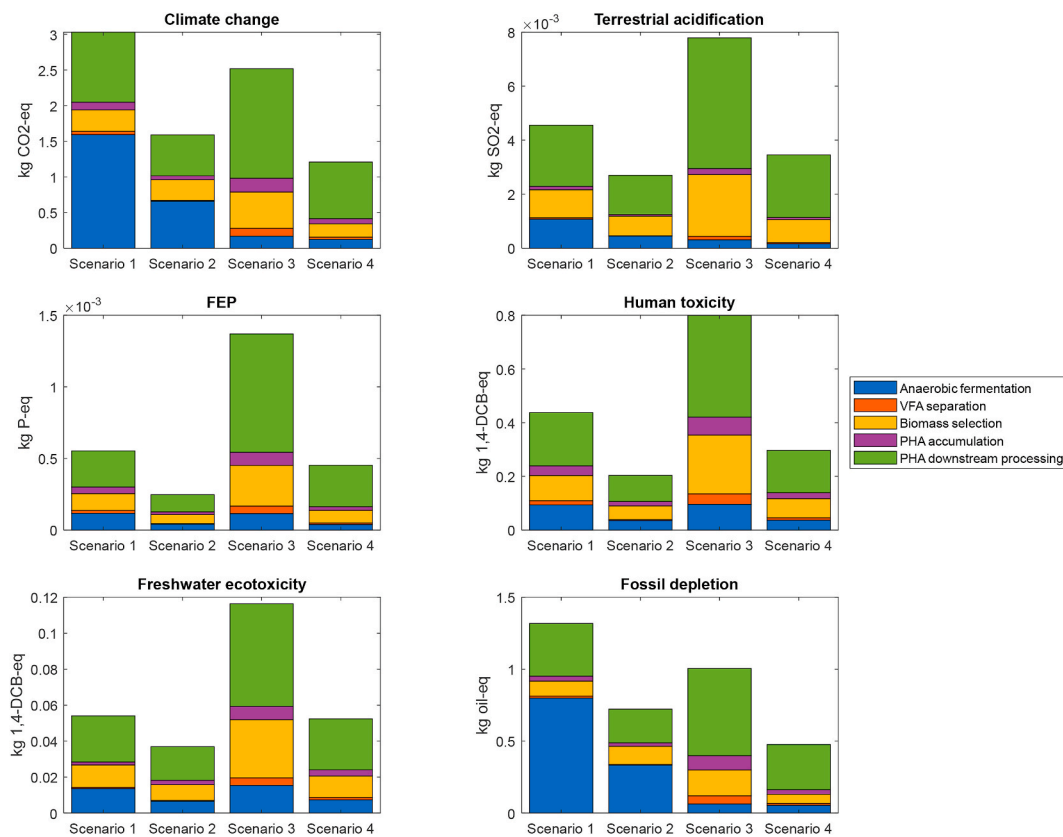 Climate change
kg CO2-eq
3
2.5
2
1.5
1
0.5
0
Scenario 1 Scenario 2 Scenario 3 Scenario 4
Terrestrial acidification
×10⁻³
kg SO2-eq
8
6
4
2
0
Scenario 1 Scenario 2 Scenario 3 Scenario 4
FEP
×10⁻³
kg P-eq
1.5
1
0.5
0
Scenario 1 Scenario 2 Scenario 3 Scenario 4
Human toxicity
kg 1,4-DCB-eq
0.8
0.6
0.4
0.2
0
Scenario 1 Scenario 2 Scenario 3 Scenario 4
Anaerobic fermentation
VFA separation
Biomass selection
PHA accumulation
PHA downstream processing
Freshwater ecotoxicity
kg 1,4-DCB-eq
0.12
0.1
0.08
0.06
0.04
0.02
0
Scenario 1 Scenario 2 Scenario 3 Scenario 4
Fossil depletion
kg oil-eq
1.5
1
0.5
0
Scenario 1 Scenario 2 Scenario 3 Scenario 4